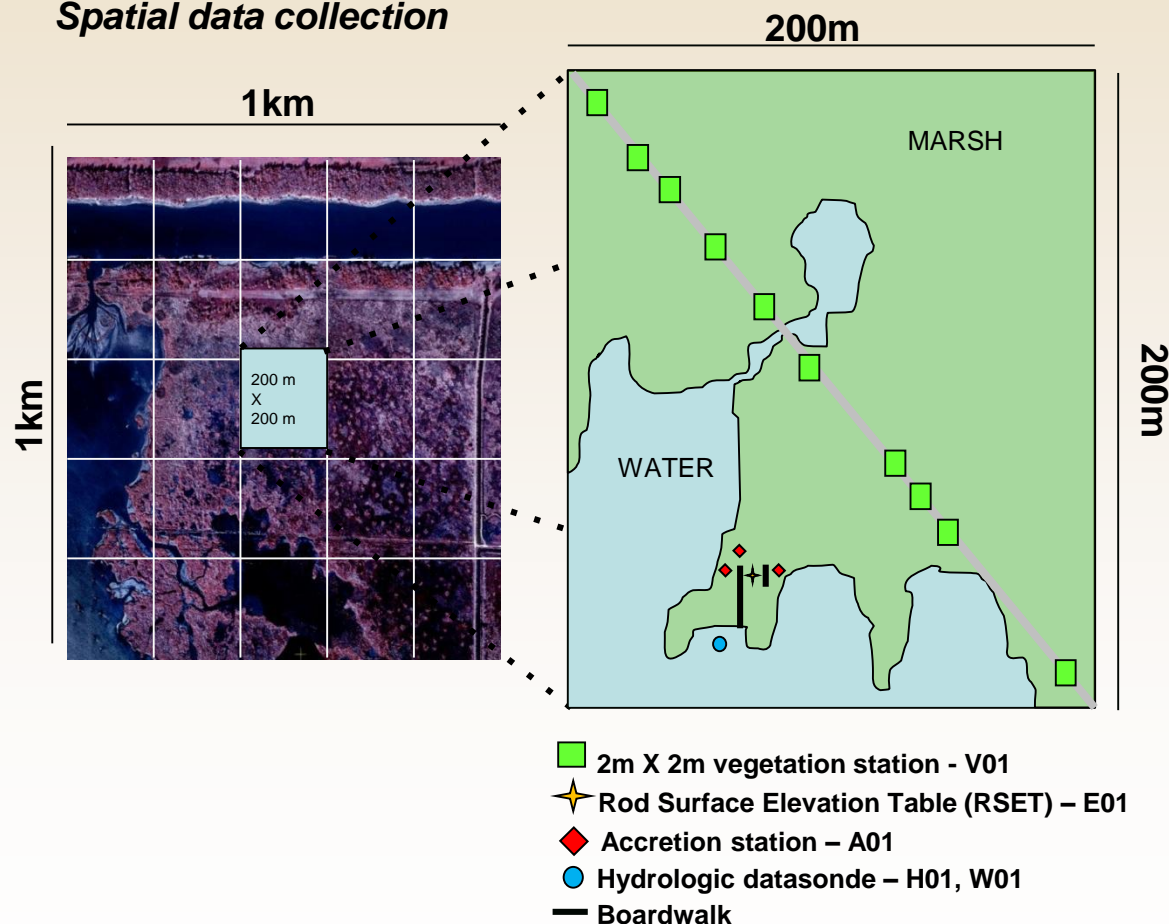 Spatial data collection
200m
1km
MARSH
1km
200 m
X
200 m
200m
WATER
2m X 2m vegetation station - V01
Rod Surface Elevation Table (RSET) – E01
Accretion station – A01
Hydrologic datasonde – H01, W01
Boardwalk